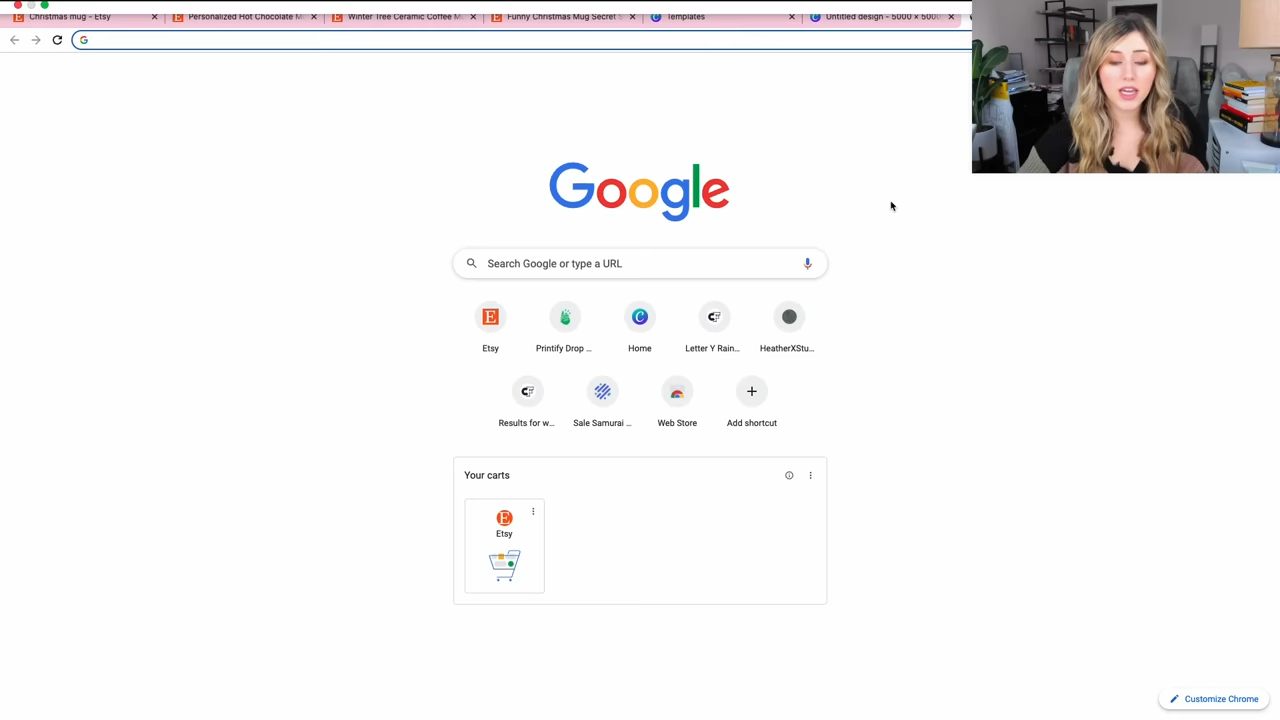 Christmas mug - Etsy
Personalized Hot Chocolate M
Winter Tree Ceramic Coffee M
Funny Christmas Mug Secret S
Templates
Untitled design - 5000 × 5000
Google
Search Google or type a URL
Etsy
Printify Drop ...
Home
Letter Y Rain...
HeatherXStu...
Results for w...
Sale Samurai ...
Web Store
Add shortcut
Your carts
Etsy
Customize Chrome